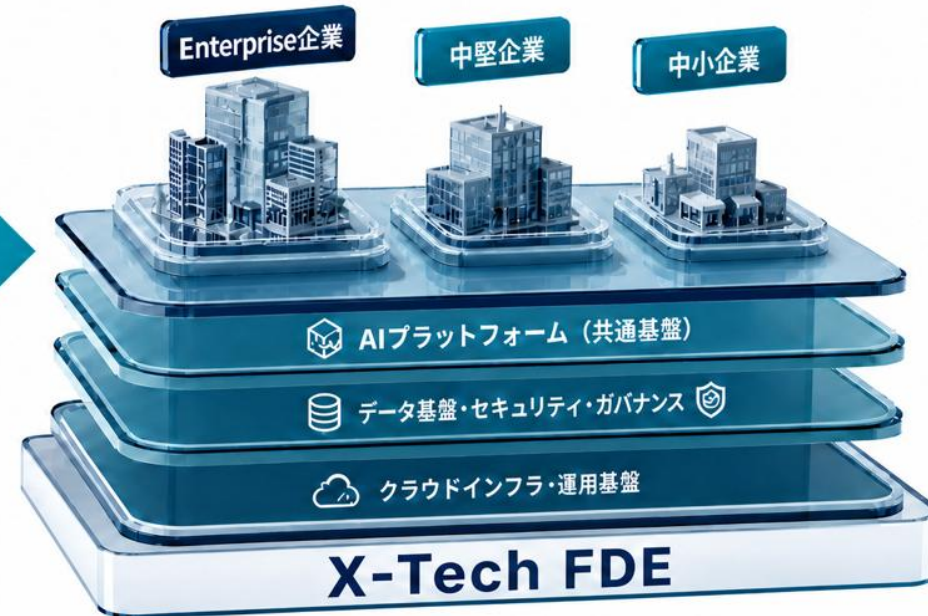 Enterprise企業
中堅企業
中小企業
AIプラットフォーム（共通基盤）
データ基盤・セキュリティ・ガバナンス
クラウドインフラ・運用基盤
X-Tech FDE